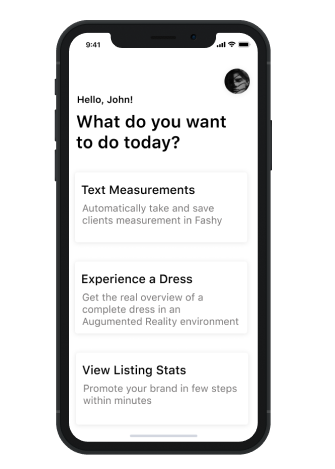 9:41
Hello, John!
What do you want
to do today?
Text Measurements
Automatically take and save
clients measurement in Fashy
Experience a Dress
Get the real overview of a
complete dress in an
Augumented Reality environment
View Listing Stats
Promote your brand in few steps
within minutes